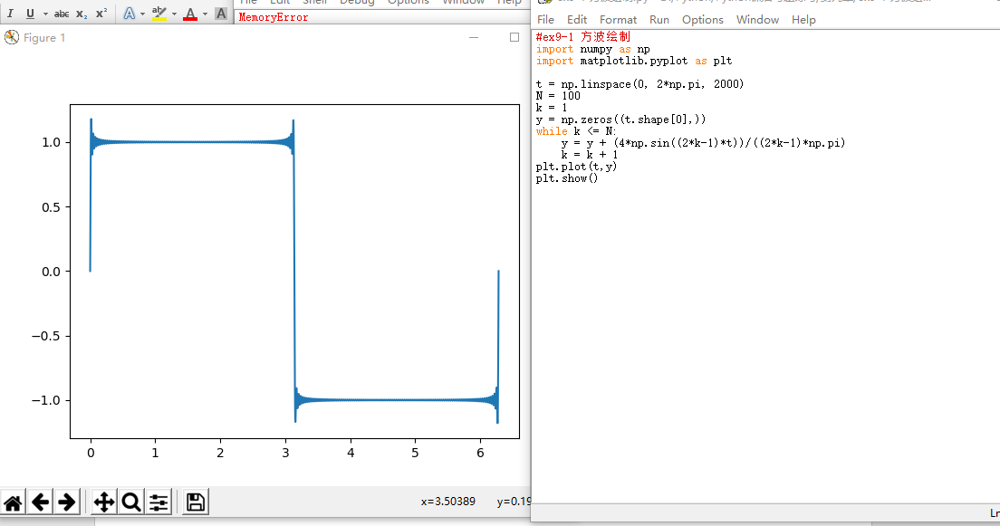 MemoryError
Figure 1
1.0
0.5
0.0
−0.5
−1.0
0 1 2 3 4 5 6
x=3.50389 y=0.19
File Edit Format Run Options Window Help
#ex9-1 方波绘制
import numpy as np
import matplotlib.pyplot as plt
t = np.linspace(0, 2*np.pi, 2000)
N = 100
k = 1
y = np.zeros((t.shape[0],))
while k <= N:
    y = y + (4*np.sin((2*k-1)*t))/((2*k-1)*np.pi)
    k = k + 1
plt.plot(t,y)
plt.show()